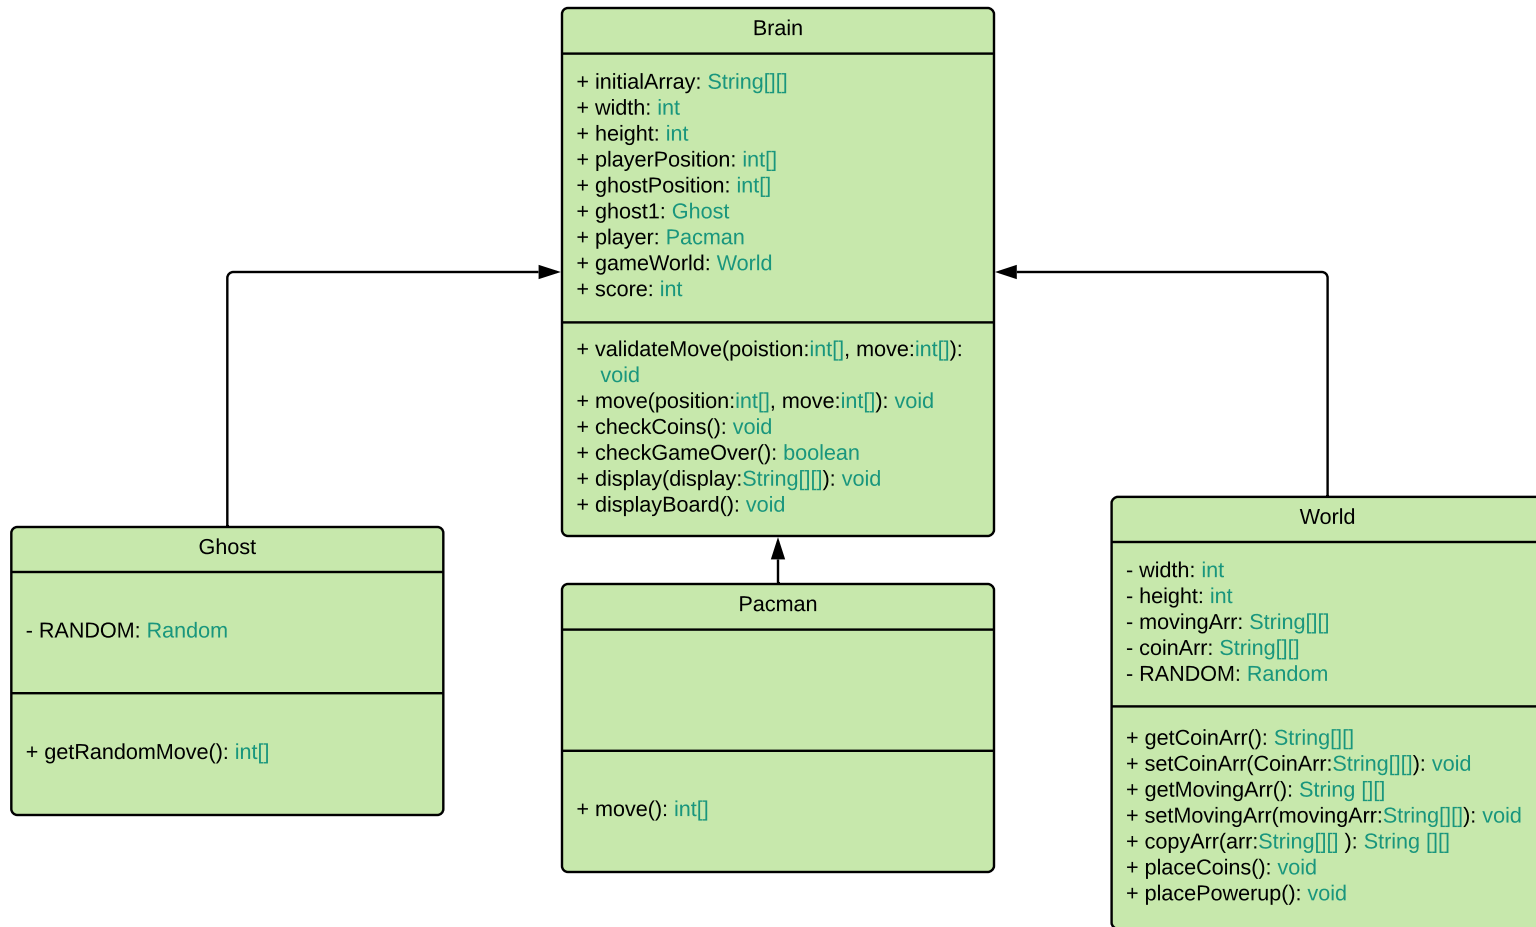 Brain
+ initialArray: String[][]
+ width: int
+ height: int
+ playerPosition: int[]
+ ghostPosition: int[]
+ ghost1: Ghost
+ player: Pacman
+ gameWorld: World
+ score: int
+ validateMove(poistion:int[], move:int[]):
void
+ move(position:int[], move:int[]): void
+ checkCoins(): void
+ checkGameOver(): boolean
+ display(display:String[][]): void
+ displayBoard(): void
Ghost
- RANDOM: Random
+ getRandomMove(): int[]
Pacman
+ move(): int[]
World
- width: int
- height: int
- movingArr: String[][]
- coinArr: String[][]
- RANDOM: Random
+ getCoinArr(): String[][]
+ setCoinArr(CoinArr:String[][]): void
+ getMovingArr(): String [][]
+ setMovingArr(movingArr:String[][]): void
+ copyArr(arr:String[][] ): String [][]
+ placeCoins(): void
+ placePowerup(): void